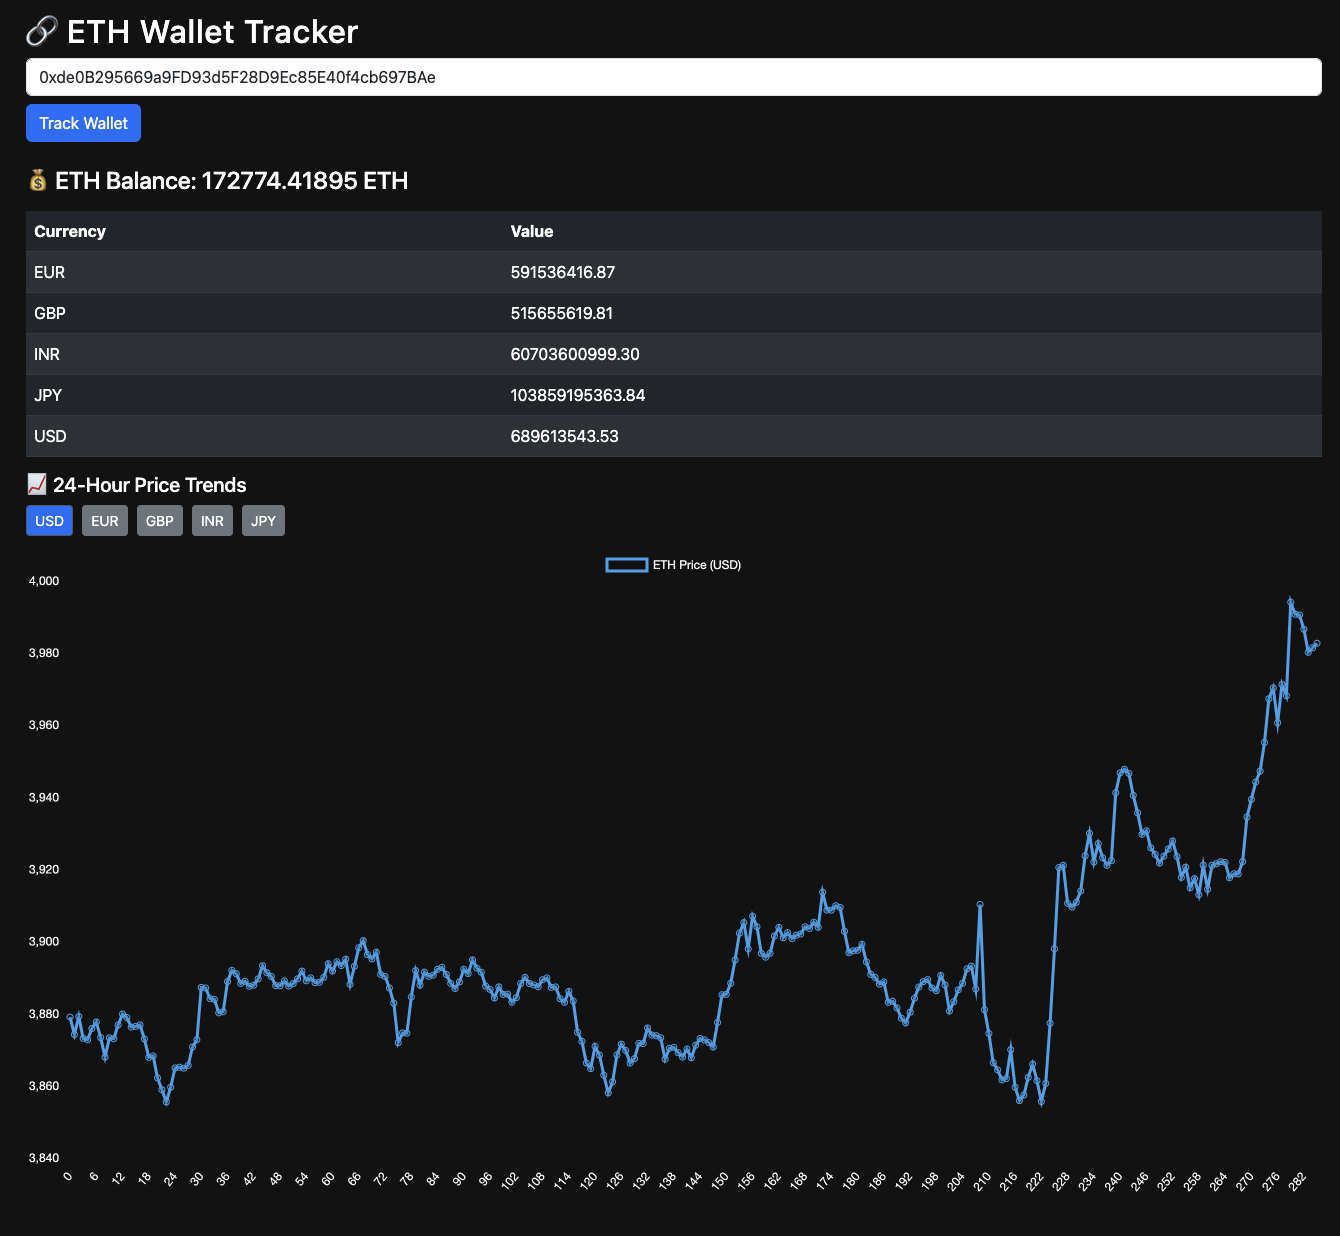 ETH Wallet Tracker
0xde0B295669a9FD93d5F28D9Ec85E40f4cb697BAe
Track Wallet
ETH Balance: 172774.41895 ETH
Currency Value
EUR 591536416.87
GBP 515655619.81
INR 60703600999.30
JPY 103859195363.84
USD 689613543.53
24-Hour Price Trends
USD EUR GBP INR JPY
ETH Price (USD)
4,000
3,980
3,960
3,940
3,920
3,900
3,880
3,860
3,840
0 6 12 18 24 30 36 42 48 54 60 66 72 78 84 90 96 102 108 114 120 126 132 138 144 150 156 162 168 174 180 186 192 198 204 210 216 222 228 234 240 246 252 258 264 270 276 282